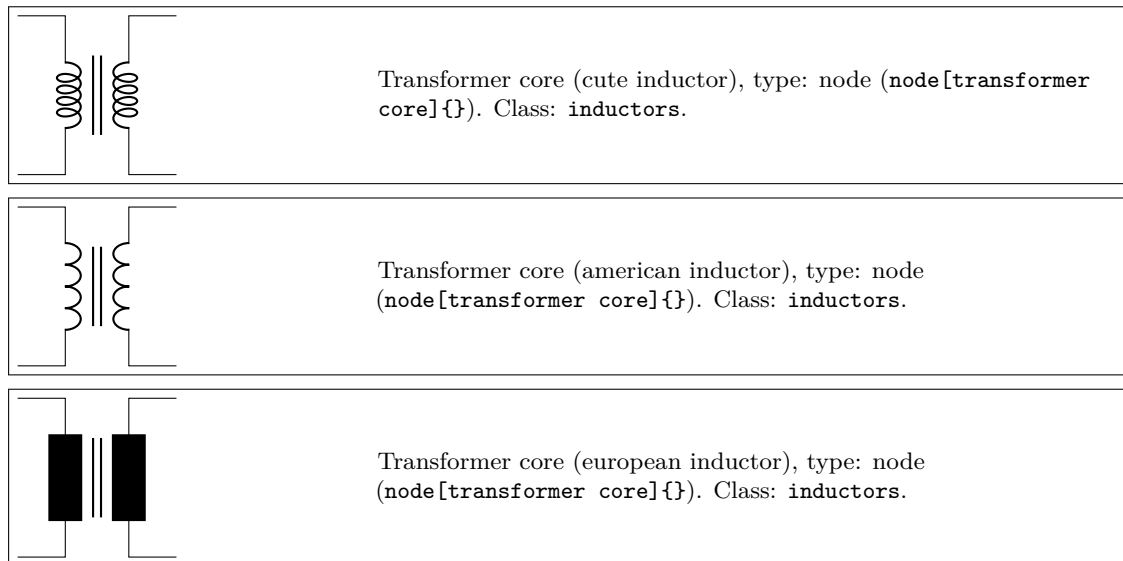 Transformer core (cute inductor), type: node (node[transformer
core]{}). Class: inductors.
Transformer core (american inductor), type: node
(node[transformer core]{}). Class: inductors.
Transformer core (european inductor), type: node
(node[transformer core]{}). Class: inductors.